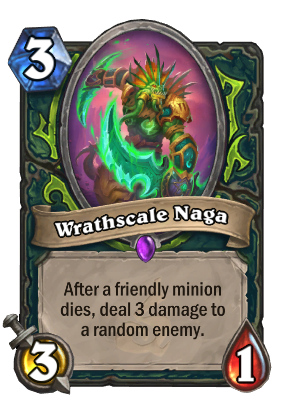 3
Wrathscale Naga
After a friendly minion
dies, deal 3 damage to
a random enemy.
3
1